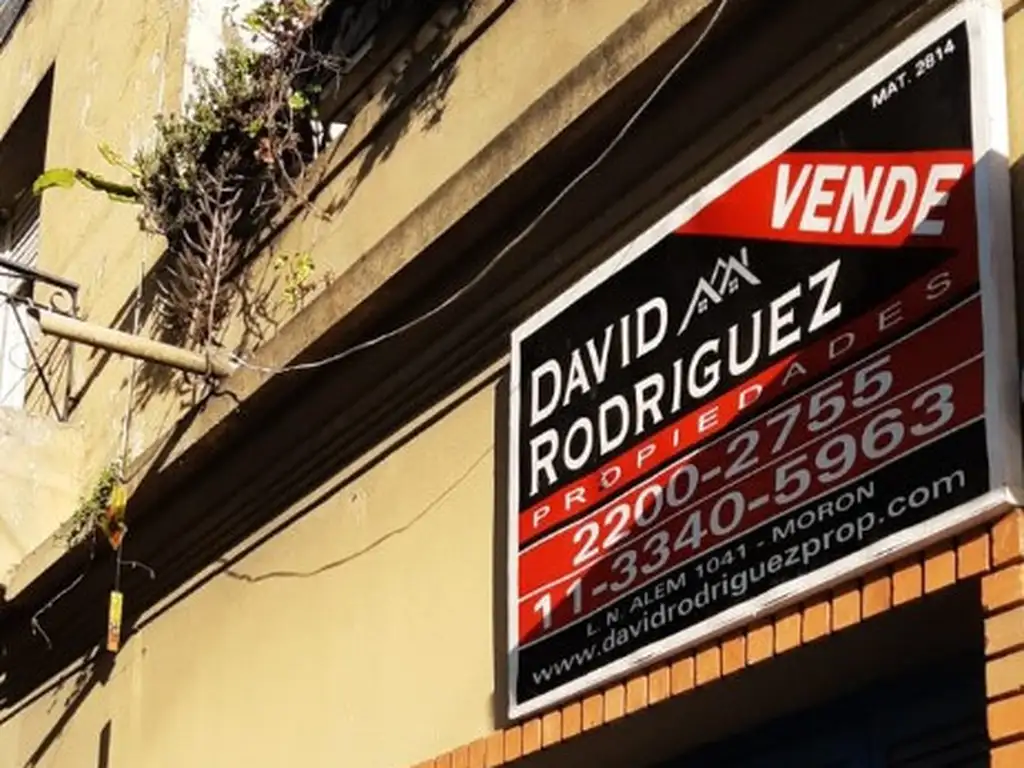 MAT. 2814
VENDE
DAVID
RODRIGUEZ
PROPIEDADES
2200-2755
11-3340-5963
L. N. ALEM 1041 - MORON
www.davidrodriguezprop.com